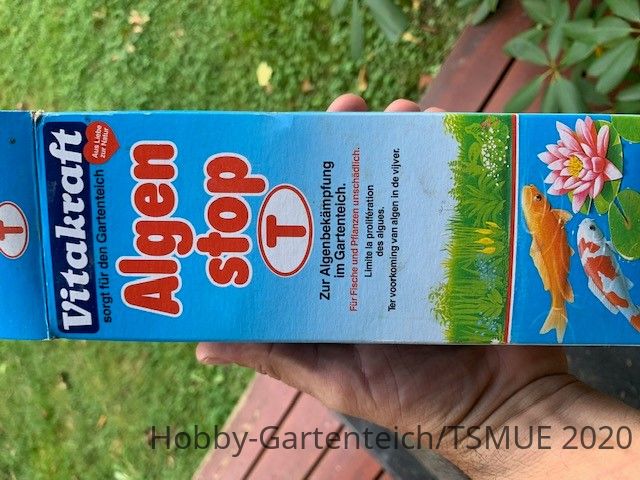 Vitakraft
Aus Liebe
zur Natur
sorgt für den Gartenteich
Algen
stop
T
Zur Algenbekämpfung
im Gartenteich.
Für Fische und Pflanzen unschädlich.
Limite la prolifération
des algues.
Ter voorkoming van algen in de vijver.
T
Hobby-Gartenteich/TSMUE 2020